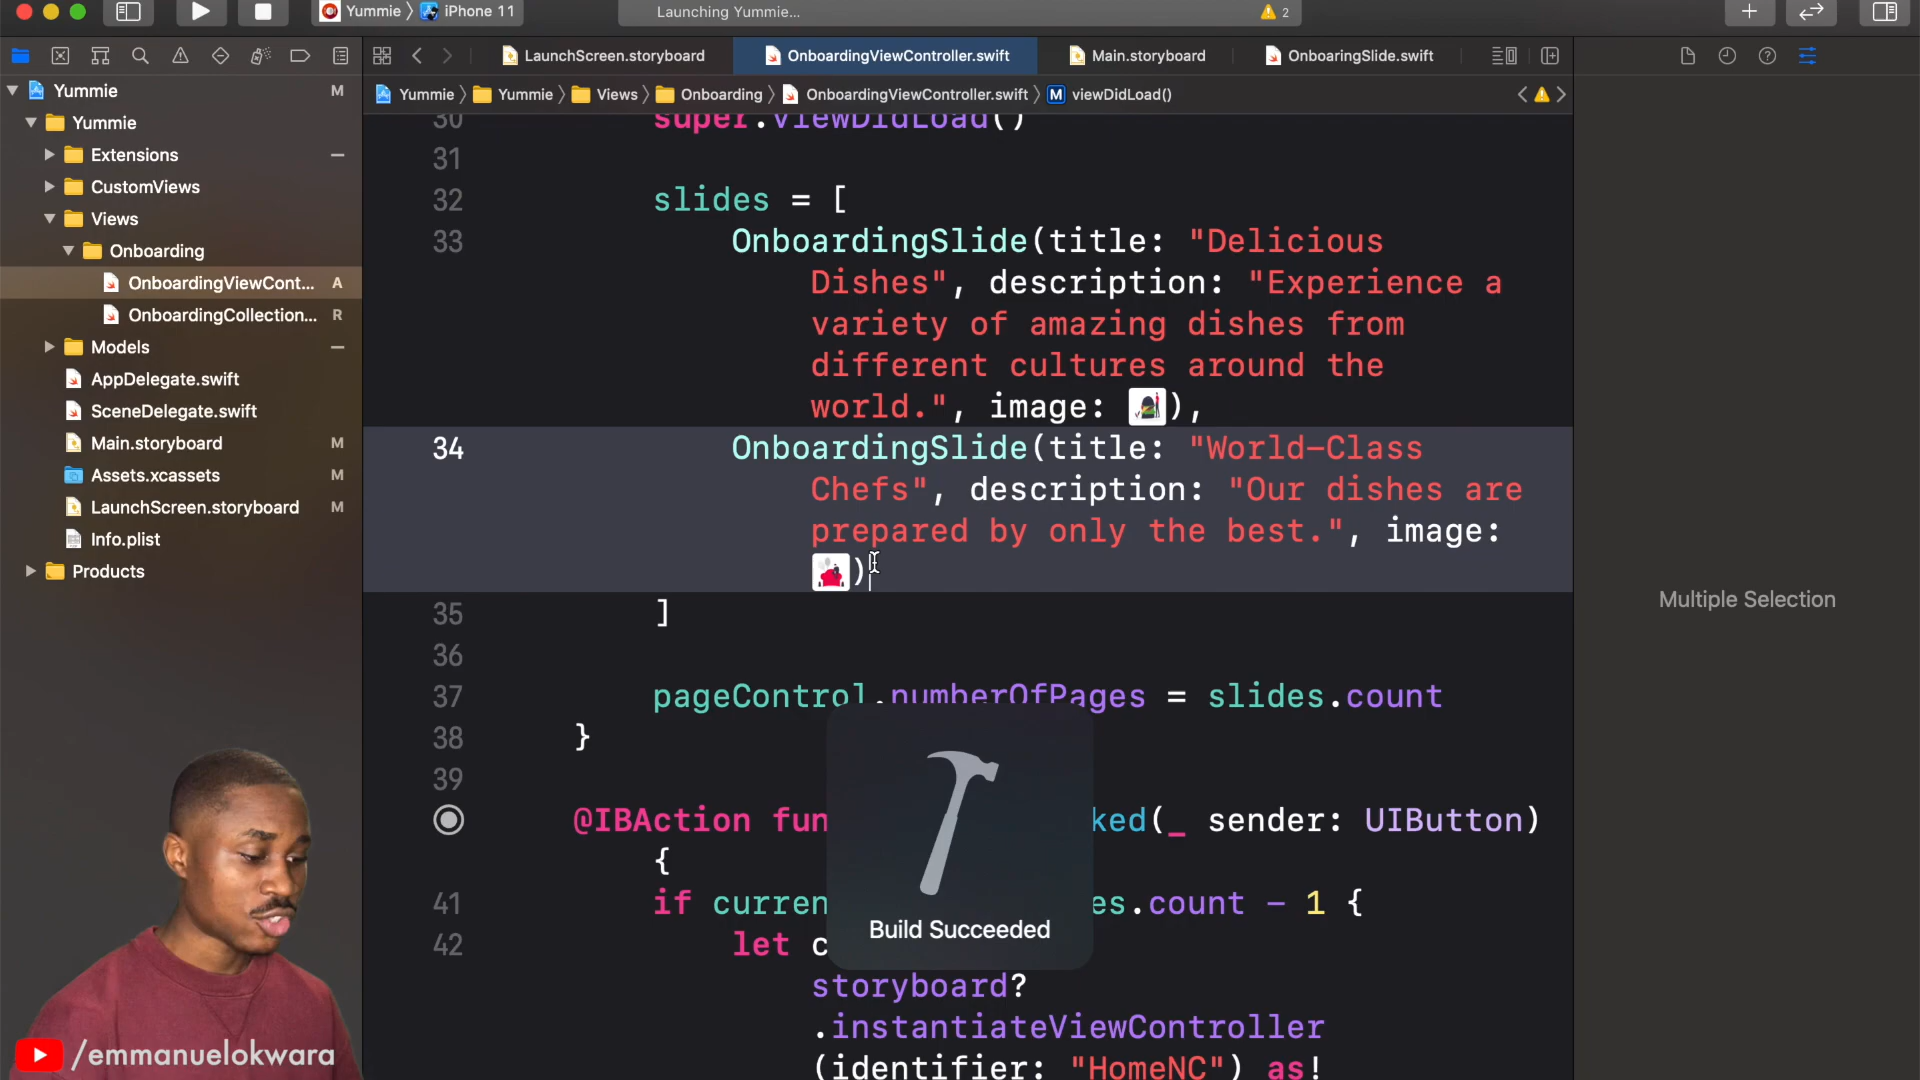 Yummie
iPhone 11
Launching Yummie...
2
LaunchScreen.storyboard
OnboardingViewController.swift
Main.storyboard
OnboaringSlide.swift
Yummie
M
Yummie
Yummie
Views
Onboarding
OnboardingViewController.swift
M
viewDidLoad()
Yummie
Extensions
CustomViews
Views
Onboarding
OnboardingViewCont...
A
OnboardingCollection...
R
Models
AppDelegate.swift
SceneDelegate.swift
Main.storyboard
M
Assets.xcassets
M
LaunchScreen.storyboard
M
Info.plist
Products
30 super.viewDidLoad()
31
32 slides = [
33 OnboardingSlide(title: "Delicious
Dishes", description: "Experience a
variety of amazing dishes from
different cultures around the
world.", image: ),
34 OnboardingSlide(title: "World-Class
Chefs", description: "Our dishes are
prepared by only the best.", image:
)
35 ]
36
37 pageControl.numberOfPages = slides.count
38 }
39
@IBAction fun ked(_ sender: UIButton)
{
41 if curren es.count - 1 {
42 let c
storyboard?
.instantiateViewController
(identifier: "HomeNC") as!
Build Succeeded
Multiple Selection
/emmanuelokwara